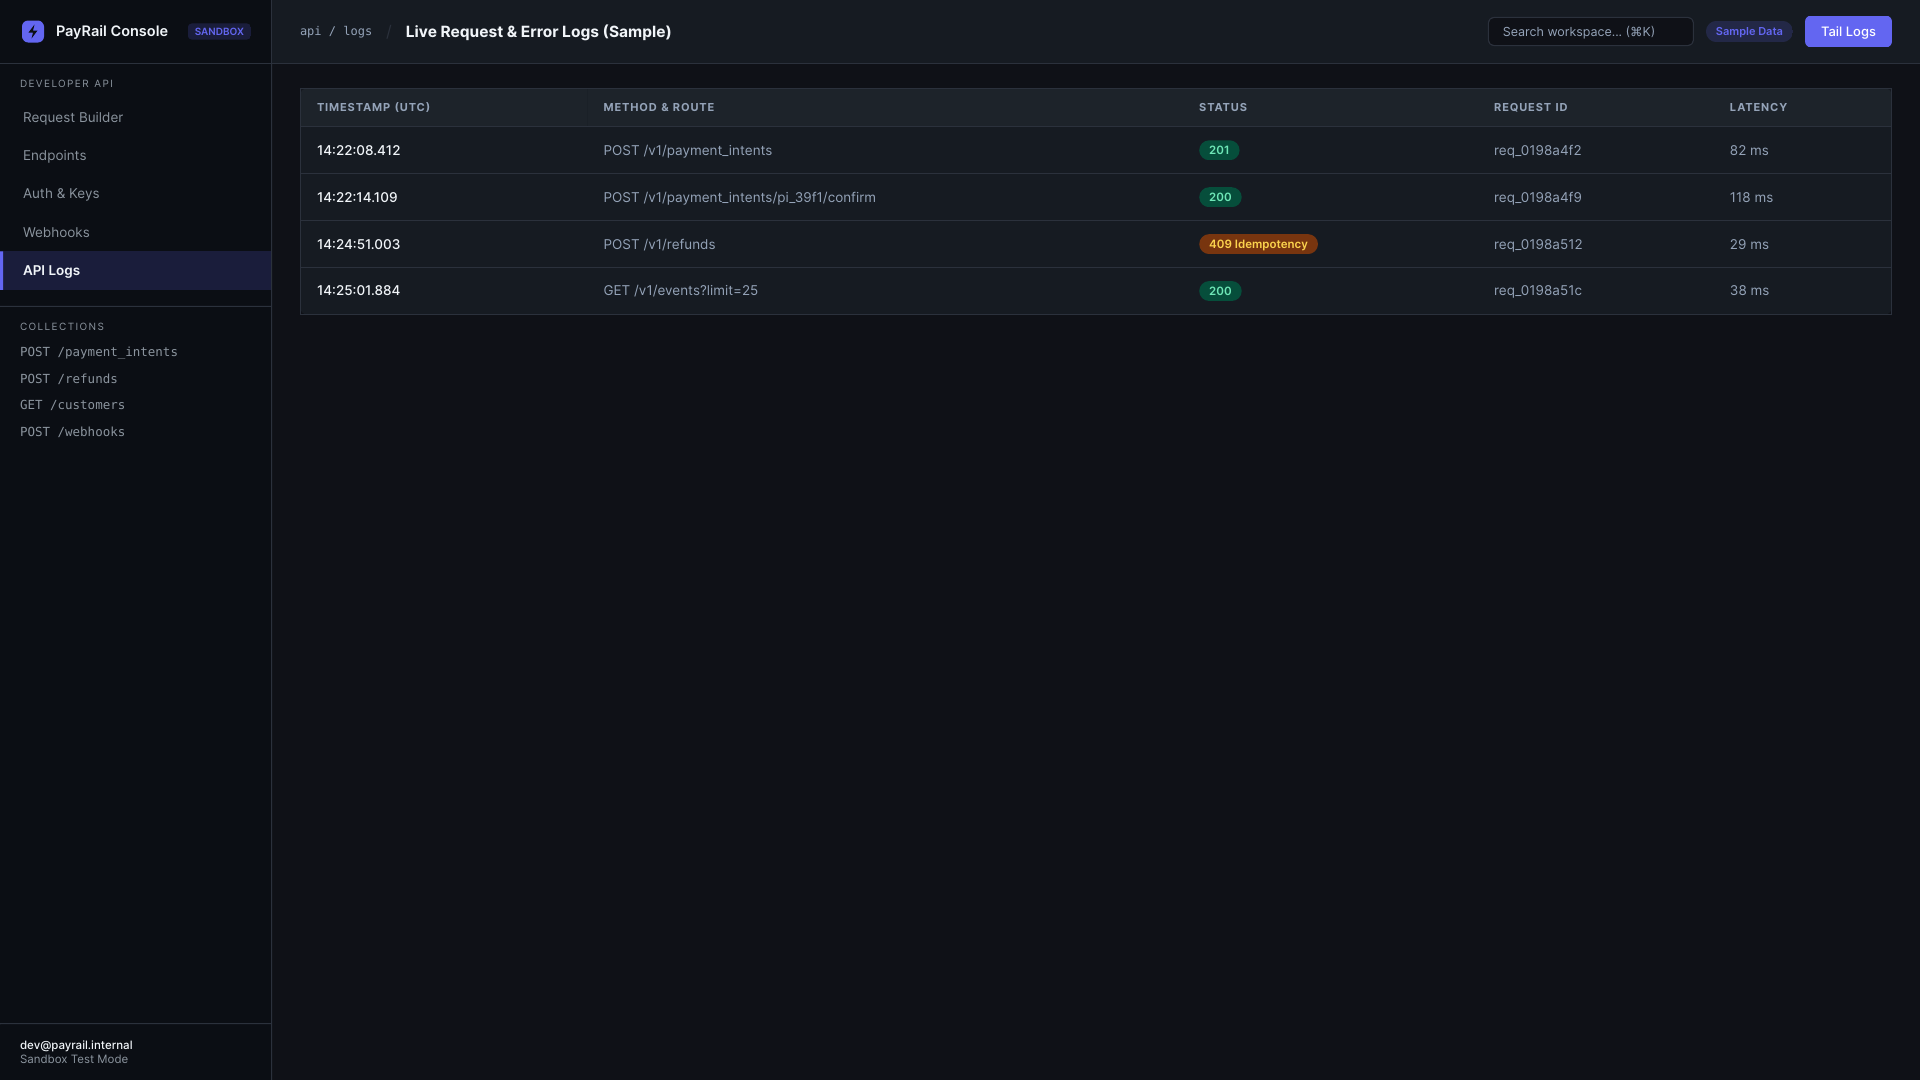 PayRail Console SANDBOX
DEVELOPER API
Request Builder
Endpoints
Auth & Keys
Webhooks
API Logs
COLLECTIONS
POST /payment_intents
POST /refunds
GET /customers
POST /webhooks
dev@payrail.internal
Sandbox Test Mode
api / logs / Live Request & Error Logs (Sample)
Search workspace... (⌘K) Sample Data Tail Logs
TIMESTAMP (UTC) METHOD & ROUTE STATUS REQUEST ID LATENCY
14:22:08.412 POST /v1/payment_intents 201 req_0198a4f2 82 ms
14:22:14.109 POST /v1/payment_intents/pi_39f1/confirm 200 req_0198a4f9 118 ms
14:24:51.003 POST /v1/refunds 409 Idempotency req_0198a512 29 ms
14:25:01.884 GET /v1/events?limit=25 200 req_0198a51c 38 ms